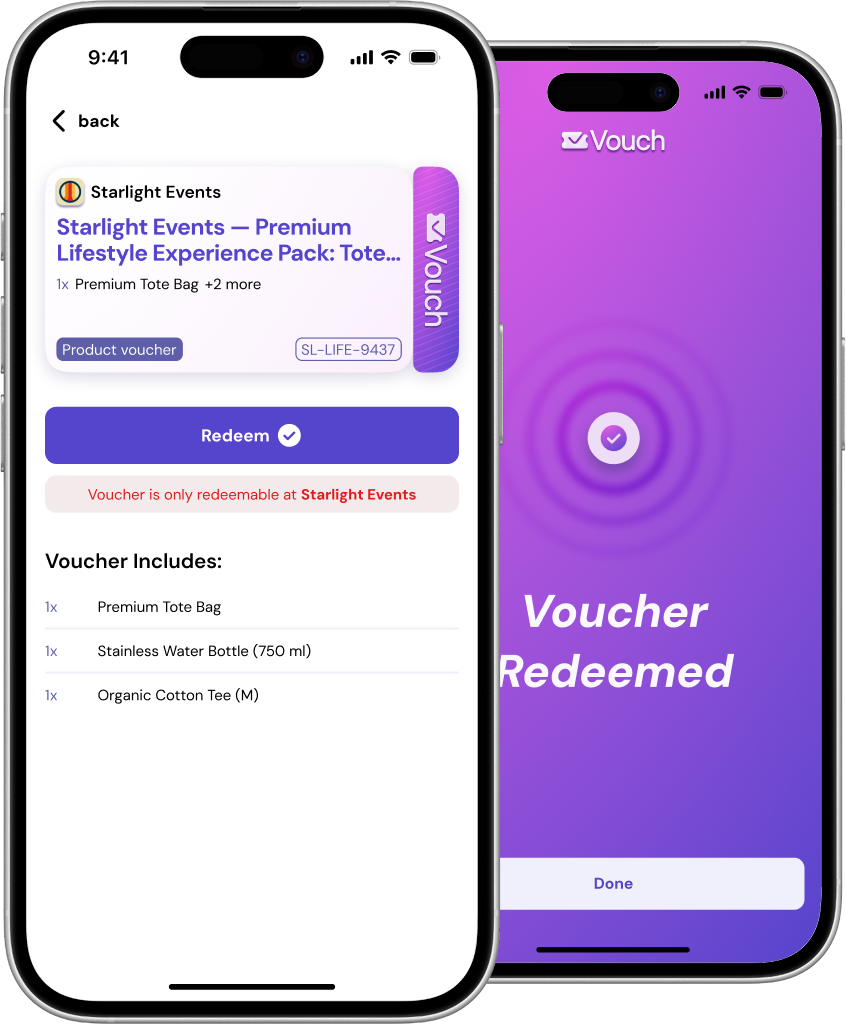 9:41
back
Starlight Events
Starlight Events — Premium
Lifestyle Experience Pack: Tote...
1x Premium Tote Bag +2 more
Product voucher
SL-LIFE-9437
Vouch
Redeem
Voucher is only redeemable at Starlight Events
Voucher Includes:
1x Premium Tote Bag
1x Stainless Water Bottle (750 ml)
1x Organic Cotton Tee (M)
Vouch
Voucher
Redeemed
Done